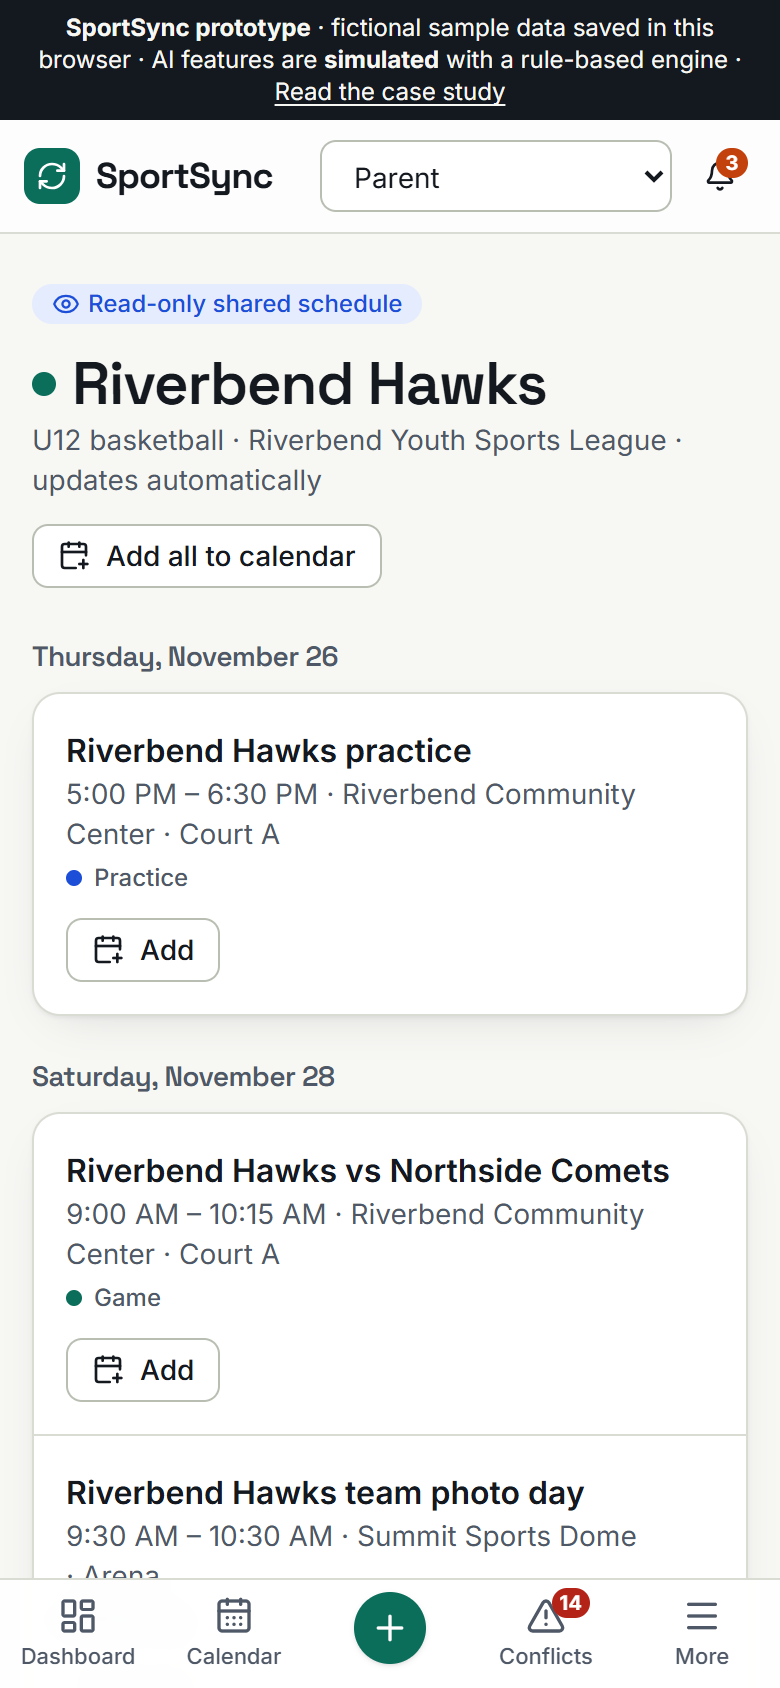 SportSync prototype · fictional sample data saved in this
browser · AI features are simulated with a rule-based engine ·
Read the case study
SportSync
Parent
3
Read-only shared schedule
Riverbend Hawks
U12 basketball · Riverbend Youth Sports League ·
updates automatically
Add all to calendar
Thursday, November 26
Riverbend Hawks practice
5:00 PM – 6:30 PM · Riverbend Community
Center · Court A
Practice
Add
Saturday, November 28
Riverbend Hawks vs Northside Comets
9:00 AM – 10:15 AM · Riverbend Community
Center · Court A
Game
Add
Riverbend Hawks team photo day
9:30 AM – 10:30 AM · Summit Sports Dome
· Arena
14
Dashboard
Calendar
Conflicts
More